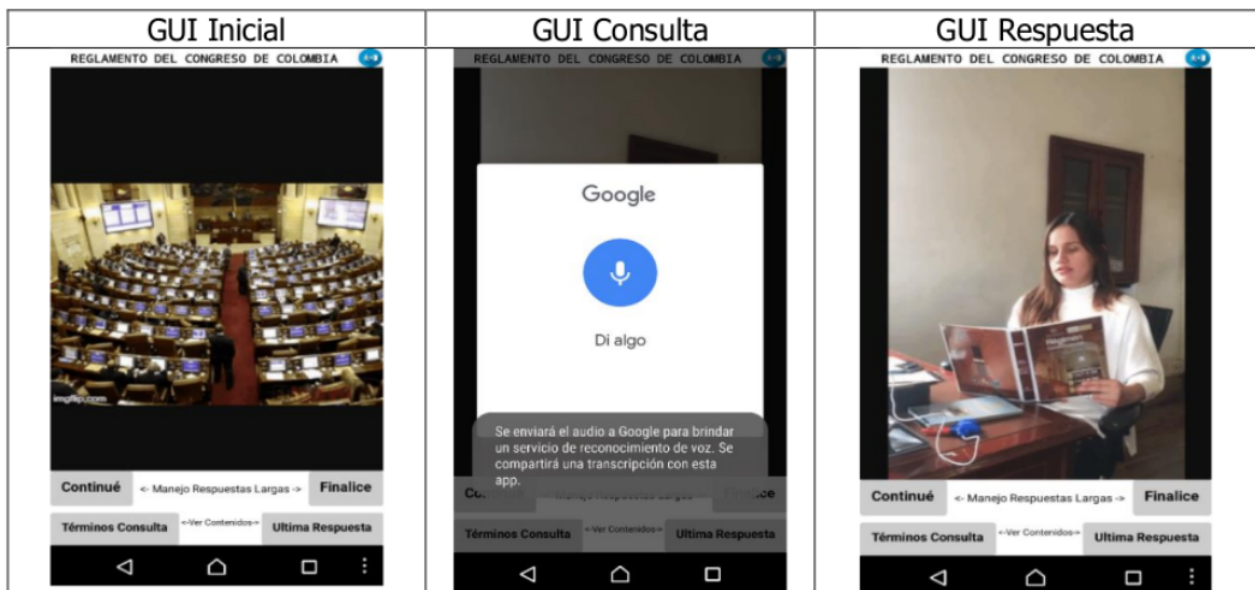 GUI Inicial
GUI Consulta
GUI Respuesta
REGLAMENTO DEL CONGRESO DE COLOMBIA
REGLAMENTO DEL CONGRESO DE COLOMBIA
REGLAMENTO DEL CONGRESO DE COLOMBIA
imgflip.com
Continué <- Manejo Respuestas Largas -> Finalice
Términos Consulta <-Ver Contenidos-> Ultima Respuesta
Google
Di algo
Se enviará el audio a Google para brindar
un servicio de reconocimiento de voz. Se
compartirá una transcripción con esta
app.
Términos Consulta <-Ver Contenidos-> Ultima Respuesta
Régimen
Continué <- Manejo Respuestas Largas -> Finalice
Términos Consulta <-Ver Contenidos-> Ultima Respuesta